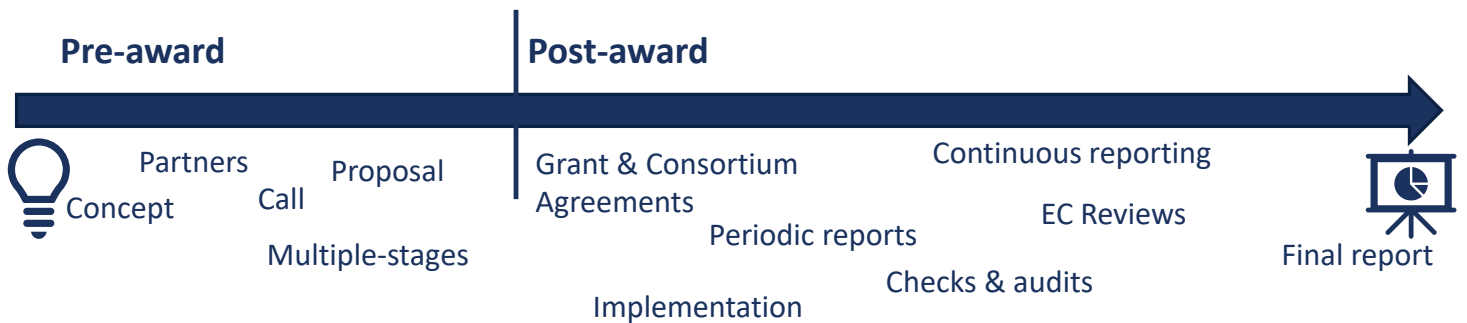 Pre-award
Post-award
Partners
Proposal
Concept
Call
Multiple-stages
Grant & Consortium
Agreements
Continuous reporting
EC Reviews
Periodic reports
Checks & audits
Implementation
Final report